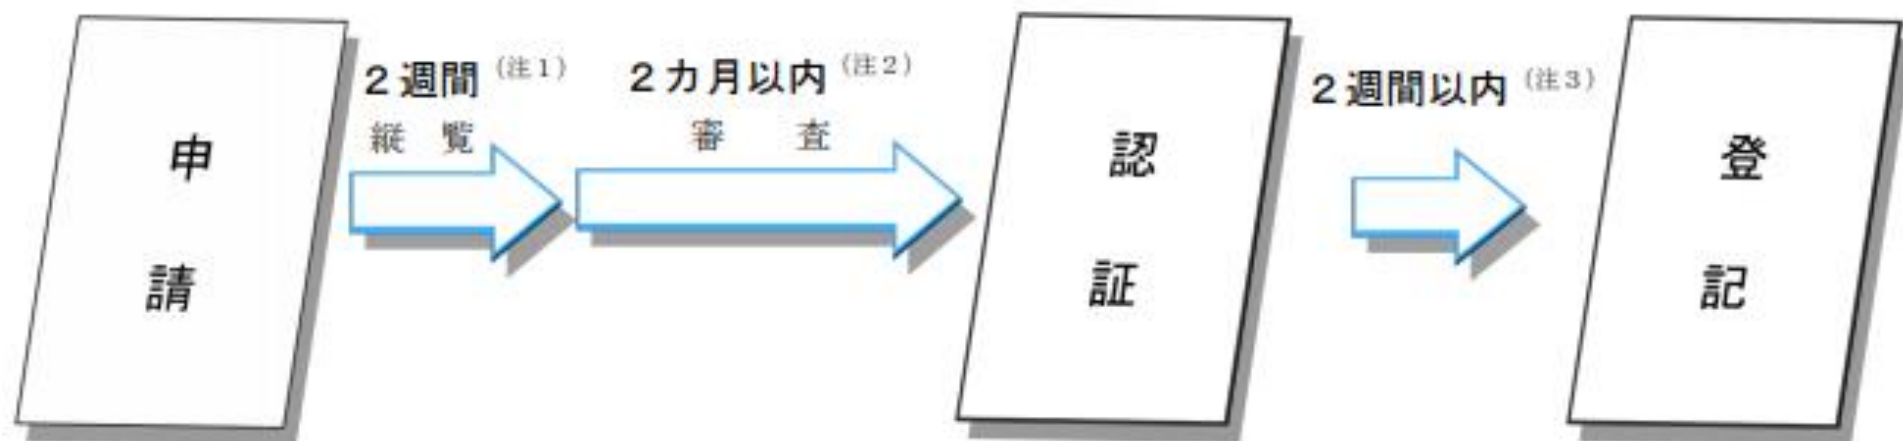 申請
2週間 (注1)
縦 覧
2カ月以内 (注2)
審 査
認証
2週間以内 (注3)
登記